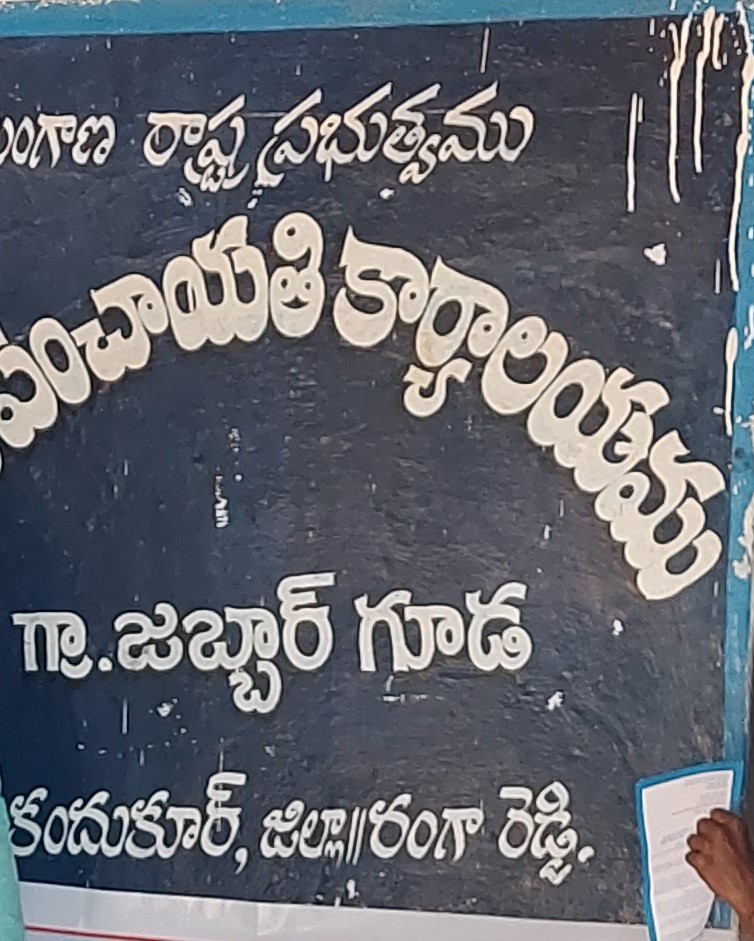 లంగాణ రాష్ట్ర ప్రభుత్వము
పంచాయతి కార్యాలయము
గ్రా.జబ్బార్ గూడ
కందుకూర్, జిల్లా||రంగా రెడ్డి.